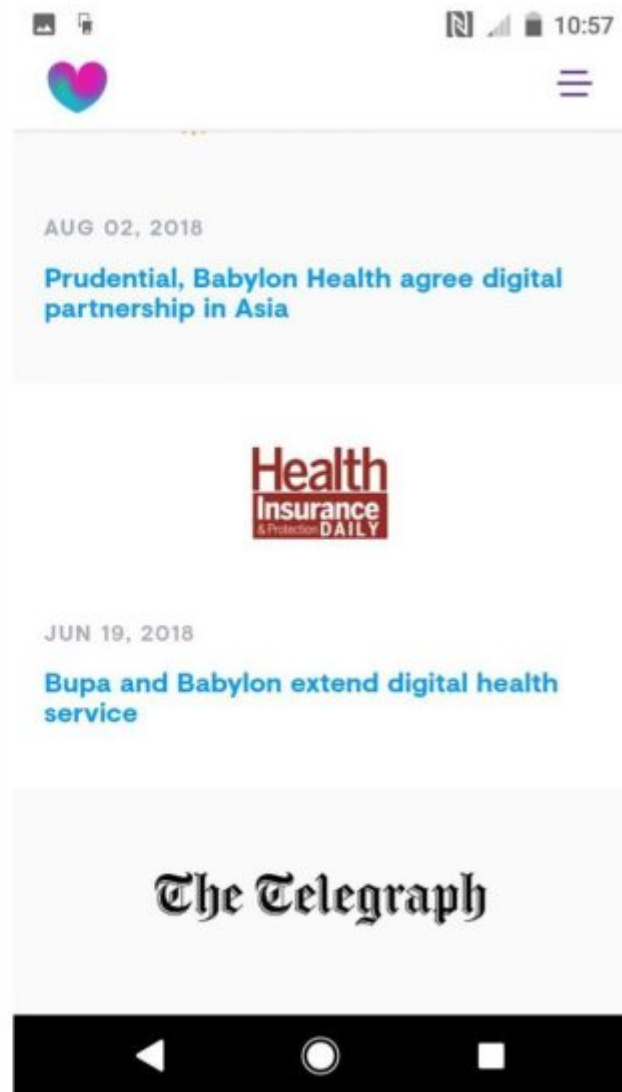 10:57
AUG 02, 2018
Prudential, Babylon Health agree digital
partnership in Asia
Health
Insurance
& Protection DAILY
JUN 19, 2018
Bupa and Babylon extend digital health
service
The Telegraph